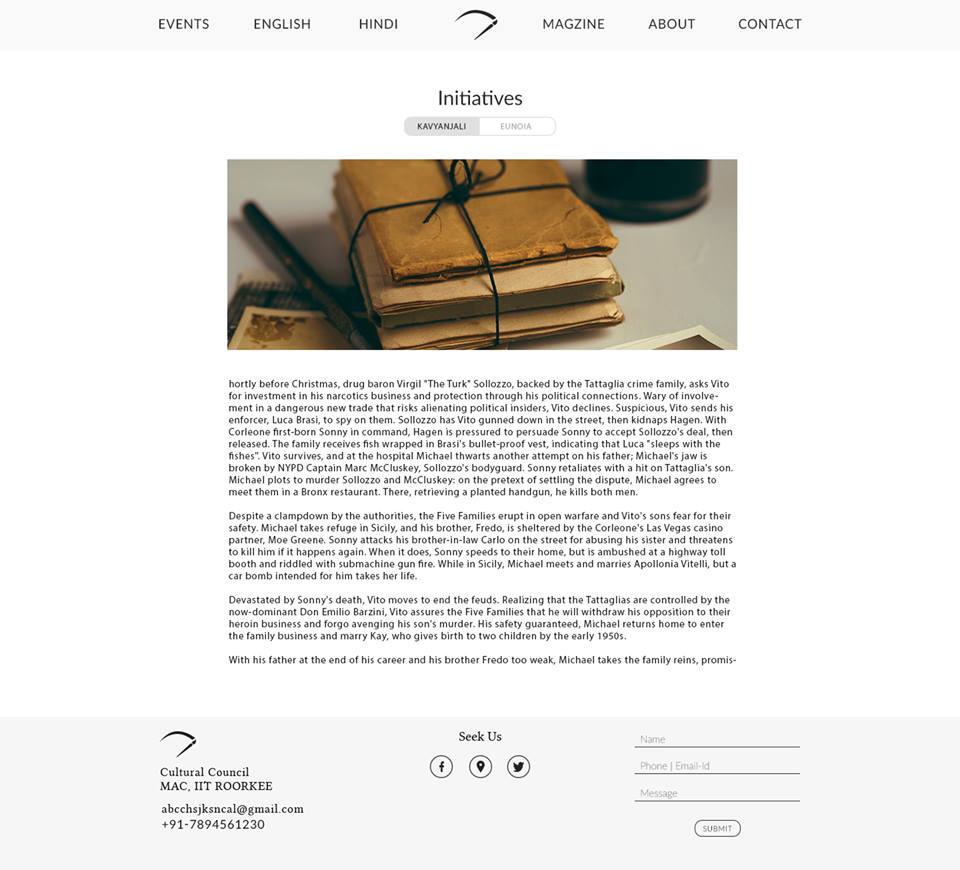 EVENTS ENGLISH HINDI MAGZINE ABOUT CONTACT
Initiatives
KAVYANJALI EUNOIA
hortly before Christmas, drug baron Virgil "The Turk" Sollozzo, backed by the Tattaglia crime family, asks Vito
for investment in his narcotics business and protection through his political connections. Wary of involve-
ment in a dangerous new trade that risks alienating political insiders, Vito declines. Suspicious, Vito sends his
enforcer, Luca Brasi, to spy on them. Sollozzo has Vito gunned down in the street, then kidnaps Hagen. With
Corleone first-born Sonny in command, Hagen is pressured to persuade Sonny to accept Sollozzo's deal, then
released. The family receives fish wrapped in Brasi's bullet-proof vest, indicating that Luca "sleeps with the
fishes". Vito survives, and at the hospital Michael thwarts another attempt on his father; Michael's jaw is
broken by NYPD Captain Marc McCluskey, Sollozzo's bodyguard. Sonny retaliates with a hit on Tattaglia's son.
Michael plots to murder Sollozzo and McCluskey: on the pretext of settling the dispute, Michael agrees to
meet them in a Bronx restaurant. There, retrieving a planted handgun, he kills both men.
Despite a clampdown by the authorities, the Five Families erupt in open warfare and Vito's sons fear for their
safety. Michael takes refuge in Sicily, and his brother, Fredo, is sheltered by the Corleone's Las Vegas casino
partner, Moe Greene. Sonny attacks his brother-in-law Carlo on the street for abusing his sister and threatens
to kill him if it happens again. When it does, Sonny speeds to their home, but is ambushed at a highway toll
booth and riddled with submachine gun fire. While in Sicily, Michael meets and marries Apollonia Vitelli, but a
car bomb intended for him takes her life.
Devastated by Sonny's death, Vito moves to end the feuds. Realizing that the Tattaglias are controlled by the
now-dominant Don Emilio Barzini, Vito assures the Five Families that he will withdraw his opposition to their
heroin business and forgo avenging his son's murder. His safety guaranteed, Michael returns home to enter
the family business and marry Kay, who gives birth to two children by the early 1950s.
With his father at the end of his career and his brother Fredo too weak, Michael takes the family reins, promis-
Cultural Council
MAC, IIT ROORKEE
abcchsjksncal@gmail.com
+91-7894561230
Seek Us
Name
Phone | Email-Id
Message
SUBMIT